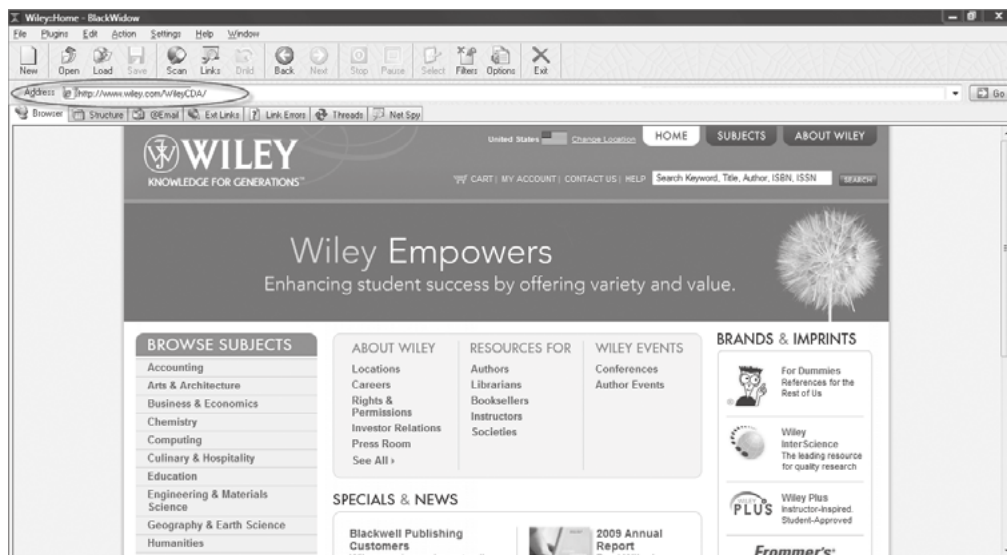 Wiley::Home - BlackWidow
File Plugins Edit Action Settings Help Window
New Open Load Save Scan Links Dnld Back Next Stop Pause Select Filters Options Exit
Address http://www.wiley.com/WileyCDA/ Go
Browser Structure @Email Ext Links Link Errors Threads Net Spy
United States Change Location HOME SUBJECTS ABOUT WILEY
WILEY
KNOWLEDGE FOR GENERATIONS™
CART | MY ACCOUNT | CONTACT US | HELP Search Keyword, Title, Author, ISBN, ISSN SEARCH
Wiley Empowers
Enhancing student success by offering variety and value.
BROWSE SUBJECTS
Accounting
Arts & Architecture
Business & Economics
Chemistry
Computing
Culinary & Hospitality
Education
Engineering & Materials
Science
Geography & Earth Science
Humanities
ABOUT WILEY
Locations
Careers
Rights &
Permissions
Investor Relations
Press Room
See All ›
RESOURCES FOR
Authors
Librarians
Booksellers
Instructors
Societies
WILEY EVENTS
Conferences
Author Events
SPECIALS & NEWS
Blackwell Publishing
Customers
2009 Annual
Report
BRANDS & IMPRINTS
For Dummies
References for the
Rest of Us
Wiley
InterScience
The leading resource
for quality research
WILEY
PLUS
Wiley Plus
Instructor-Inspired.
Student-Approved
Frommer's®